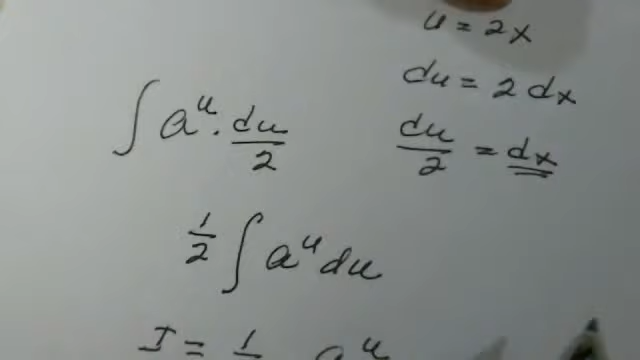 u = 2x
du = 2 dx
∫ a^u · du/2
du/2 = dx
1/2 ∫ a^u du
I = 1 a^u